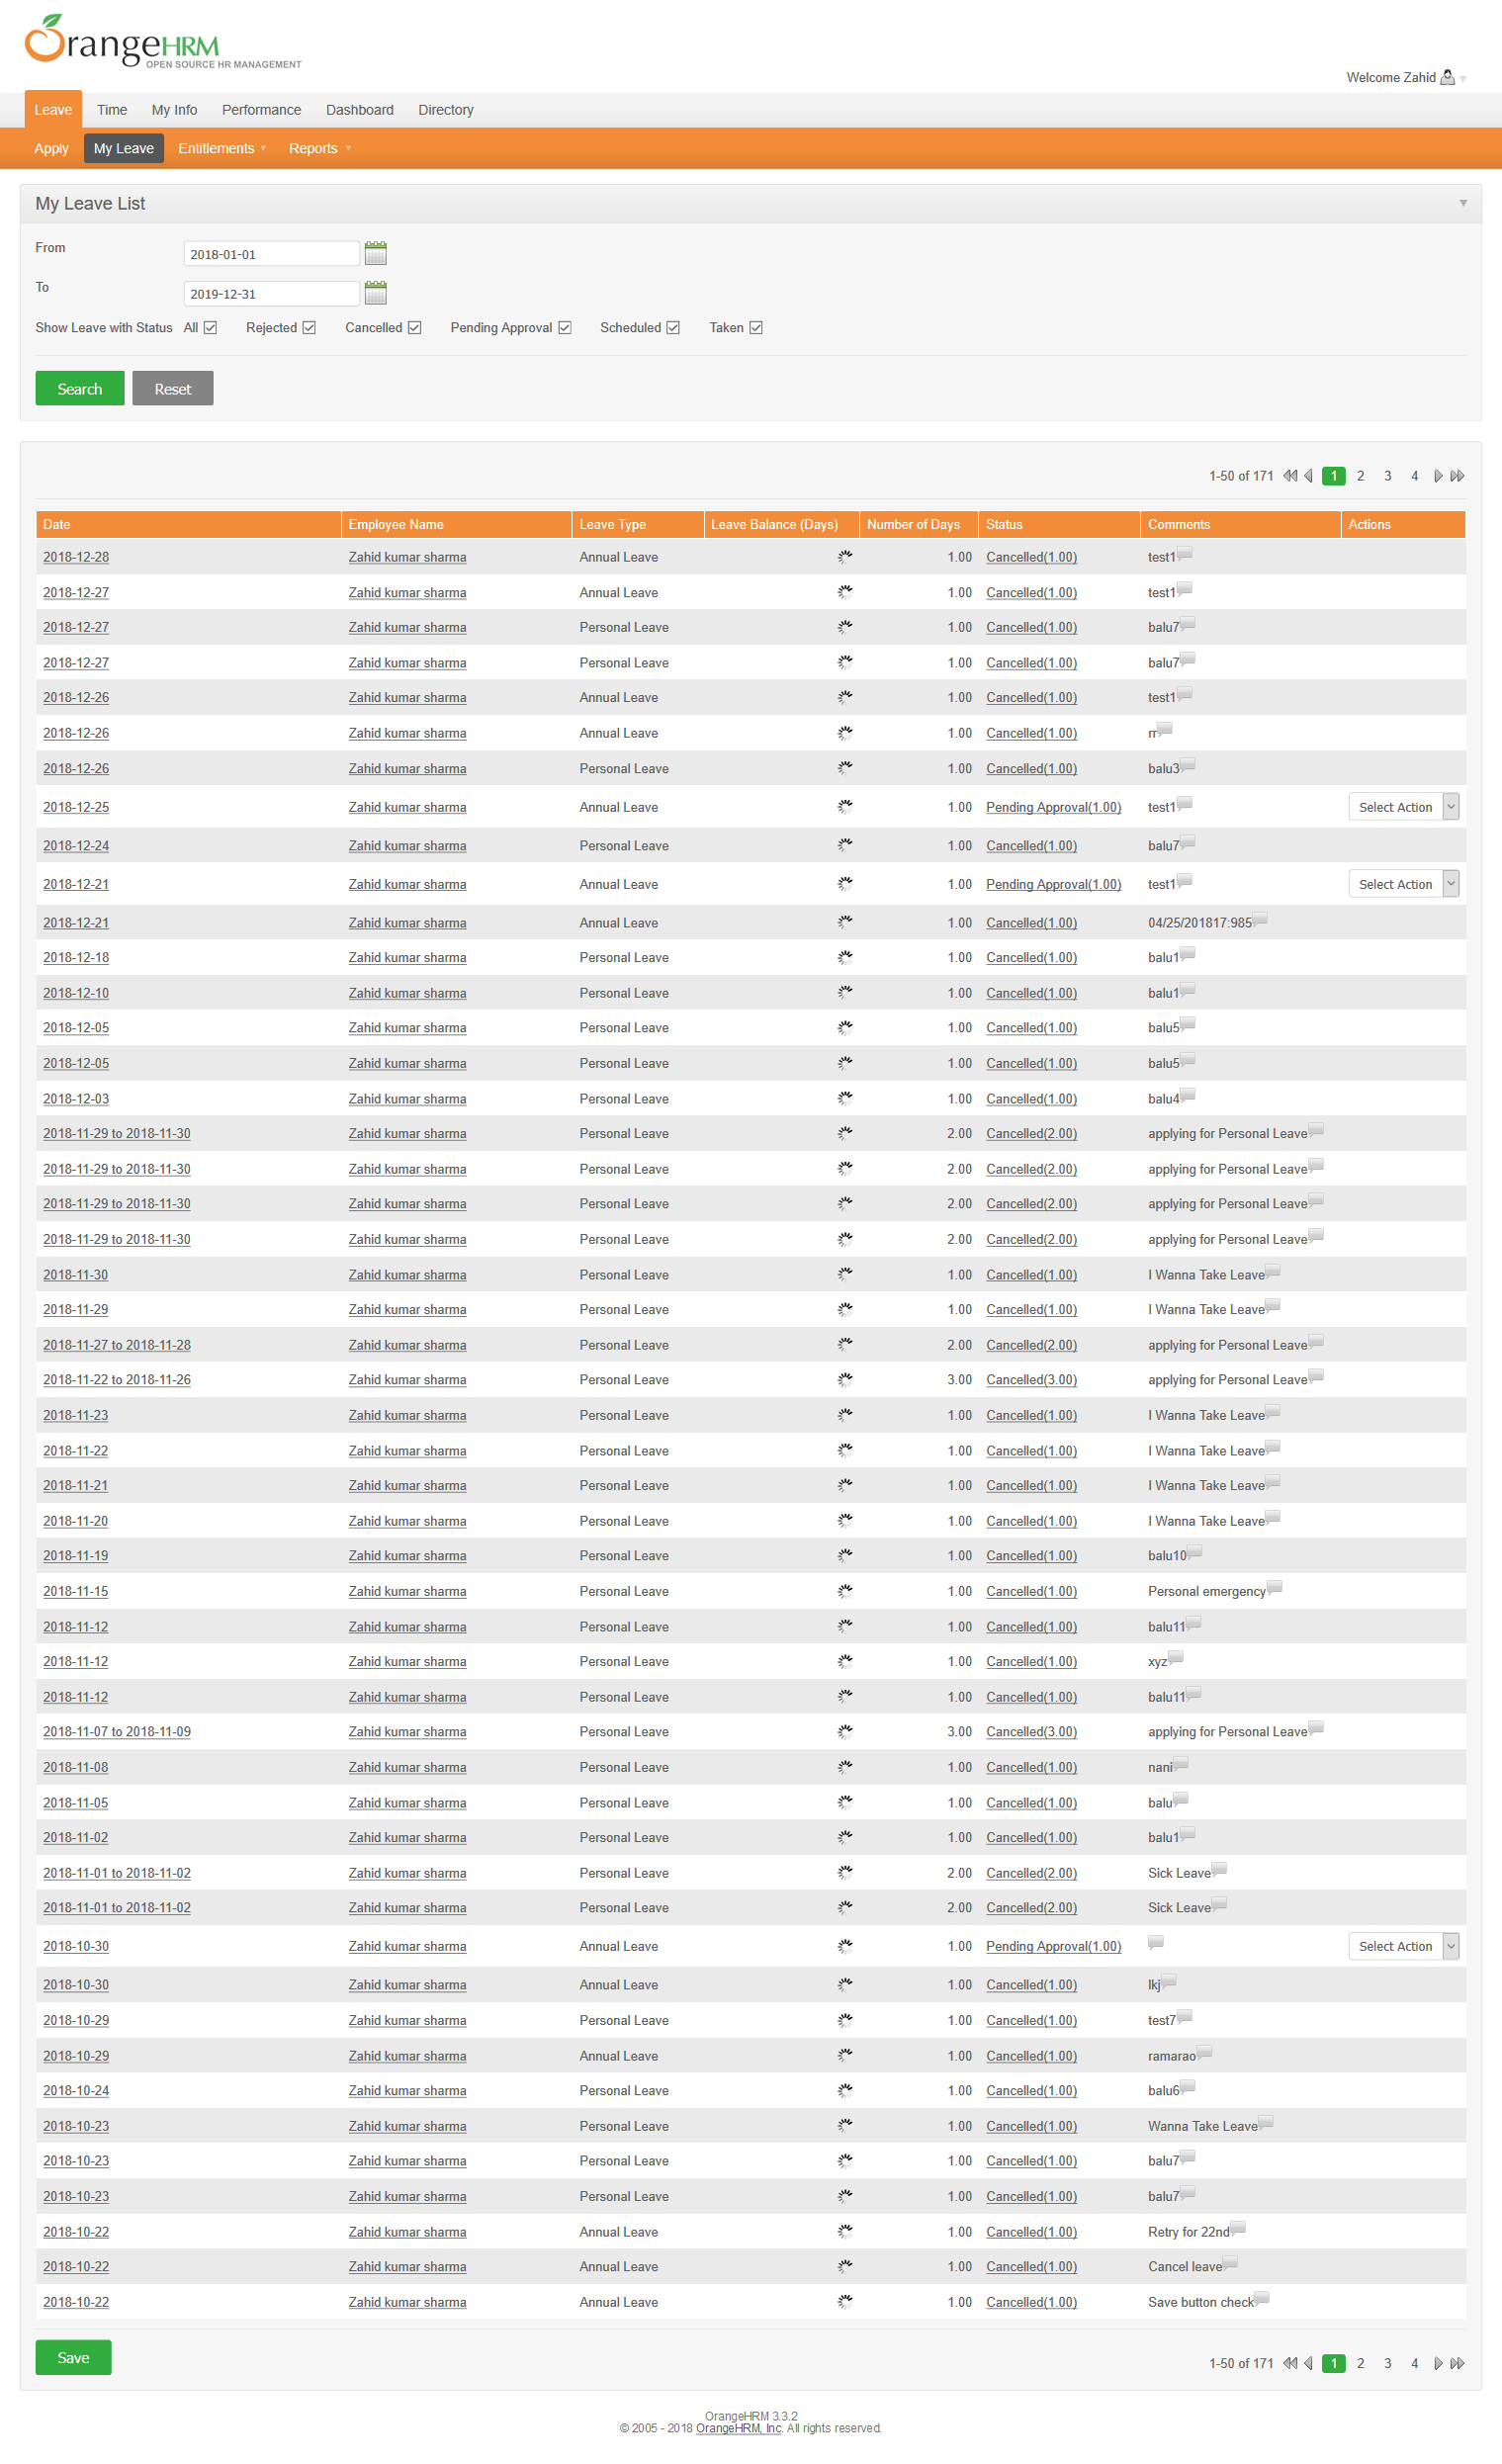 OrangeHRM
OPEN SOURCE HR MANAGEMENT
Welcome Zahid
Leave Time My Info Performance Dashboard Directory
Apply My Leave Entitlements Reports
My Leave List
From 2018-01-01
To 2019-12-31
Show Leave with Status All Rejected Cancelled Pending Approval Scheduled Taken
Search Reset
1-50 of 171 1 2 3 4
Date Employee Name Leave Type Leave Balance (Days) Number of Days Status Comments Actions
2018-12-28 Zahid kumar sharma Annual Leave 1.00 Cancelled(1.00) test1
2018-12-27 Zahid kumar sharma Annual Leave 1.00 Cancelled(1.00) test1
2018-12-27 Zahid kumar sharma Personal Leave 1.00 Cancelled(1.00) balu7
2018-12-27 Zahid kumar sharma Personal Leave 1.00 Cancelled(1.00) balu7
2018-12-26 Zahid kumar sharma Annual Leave 1.00 Cancelled(1.00) test1
2018-12-26 Zahid kumar sharma Annual Leave 1.00 Cancelled(1.00) rr
2018-12-26 Zahid kumar sharma Personal Leave 1.00 Cancelled(1.00) balu3
2018-12-25 Zahid kumar sharma Annual Leave 1.00 Pending Approval(1.00) test1 Select Action
2018-12-24 Zahid kumar sharma Personal Leave 1.00 Cancelled(1.00) balu7
2018-12-21 Zahid kumar sharma Annual Leave 1.00 Pending Approval(1.00) test1 Select Action
2018-12-21 Zahid kumar sharma Annual Leave 1.00 Cancelled(1.00) 04/25/201817:985
2018-12-18 Zahid kumar sharma Personal Leave 1.00 Cancelled(1.00) balu1
2018-12-10 Zahid kumar sharma Personal Leave 1.00 Cancelled(1.00) balu1
2018-12-05 Zahid kumar sharma Personal Leave 1.00 Cancelled(1.00) balu5
2018-12-05 Zahid kumar sharma Personal Leave 1.00 Cancelled(1.00) balu5
2018-12-03 Zahid kumar sharma Personal Leave 1.00 Cancelled(1.00) balu4
2018-11-29 to 2018-11-30 Zahid kumar sharma Personal Leave 2.00 Cancelled(2.00) applying for Personal Leave
2018-11-29 to 2018-11-30 Zahid kumar sharma Personal Leave 2.00 Cancelled(2.00) applying for Personal Leave
2018-11-29 to 2018-11-30 Zahid kumar sharma Personal Leave 2.00 Cancelled(2.00) applying for Personal Leave
2018-11-29 to 2018-11-30 Zahid kumar sharma Personal Leave 2.00 Cancelled(2.00) applying for Personal Leave
2018-11-30 Zahid kumar sharma Personal Leave 1.00 Cancelled(1.00) I Wanna Take Leave
2018-11-29 Zahid kumar sharma Personal Leave 1.00 Cancelled(1.00) I Wanna Take Leave
2018-11-27 to 2018-11-28 Zahid kumar sharma Personal Leave 2.00 Cancelled(2.00) applying for Personal Leave
2018-11-22 to 2018-11-26 Zahid kumar sharma Personal Leave 3.00 Cancelled(3.00) applying for Personal Leave
2018-11-23 Zahid kumar sharma Personal Leave 1.00 Cancelled(1.00) I Wanna Take Leave
2018-11-22 Zahid kumar sharma Personal Leave 1.00 Cancelled(1.00) I Wanna Take Leave
2018-11-21 Zahid kumar sharma Personal Leave 1.00 Cancelled(1.00) I Wanna Take Leave
2018-11-20 Zahid kumar sharma Personal Leave 1.00 Cancelled(1.00) I Wanna Take Leave
2018-11-19 Zahid kumar sharma Personal Leave 1.00 Cancelled(1.00) balu10
2018-11-15 Zahid kumar sharma Personal Leave 1.00 Cancelled(1.00) Personal emergency
2018-11-12 Zahid kumar sharma Personal Leave 1.00 Cancelled(1.00) balu11
2018-11-12 Zahid kumar sharma Personal Leave 1.00 Cancelled(1.00) xyz
2018-11-12 Zahid kumar sharma Personal Leave 1.00 Cancelled(1.00) balu11
2018-11-07 to 2018-11-09 Zahid kumar sharma Personal Leave 3.00 Cancelled(3.00) applying for Personal Leave
2018-11-08 Zahid kumar sharma Personal Leave 1.00 Cancelled(1.00) nani
2018-11-05 Zahid kumar sharma Personal Leave 1.00 Cancelled(1.00) balu
2018-11-02 Zahid kumar sharma Personal Leave 1.00 Cancelled(1.00) balu1
2018-11-01 to 2018-11-02 Zahid kumar sharma Personal Leave 2.00 Cancelled(2.00) Sick Leave
2018-11-01 to 2018-11-02 Zahid kumar sharma Personal Leave 2.00 Cancelled(2.00) Sick Leave
2018-10-30 Zahid kumar sharma Annual Leave 1.00 Pending Approval(1.00) Select Action
2018-10-30 Zahid kumar sharma Annual Leave 1.00 Cancelled(1.00) lkj
2018-10-29 Zahid kumar sharma Personal Leave 1.00 Cancelled(1.00) test7
2018-10-29 Zahid kumar sharma Annual Leave 1.00 Cancelled(1.00) ramarao
2018-10-24 Zahid kumar sharma Personal Leave 1.00 Cancelled(1.00) balu6
2018-10-23 Zahid kumar sharma Personal Leave 1.00 Cancelled(1.00) Wanna Take Leave
2018-10-23 Zahid kumar sharma Personal Leave 1.00 Cancelled(1.00) balu7
2018-10-23 Zahid kumar sharma Personal Leave 1.00 Cancelled(1.00) balu7
2018-10-22 Zahid kumar sharma Annual Leave 1.00 Cancelled(1.00) Retry for 22nd
2018-10-22 Zahid kumar sharma Annual Leave 1.00 Cancelled(1.00) Cancel leave
2018-10-22 Zahid kumar sharma Annual Leave 1.00 Cancelled(1.00) Save button check
Save
1-50 of 171 1 2 3 4
OrangeHRM 3.3.2
© 2005 - 2018 OrangeHRM, Inc. All rights reserved.